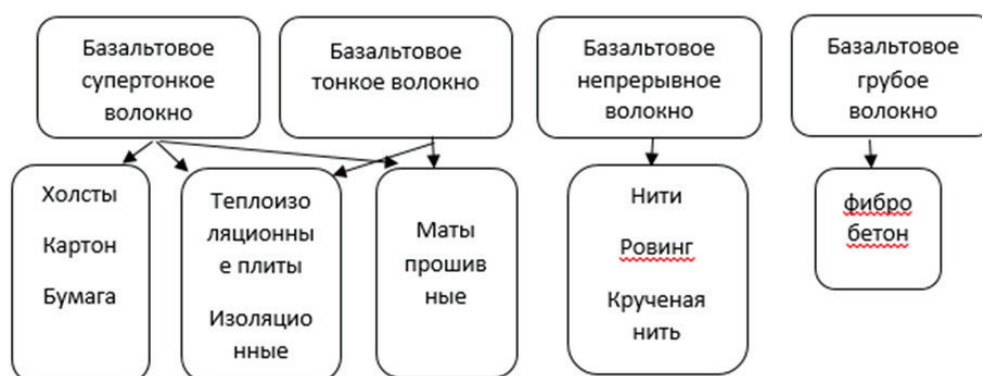 Базальтовое
супертонкое
волокно
Базальтовое
тонкое волокно
Базальтовое
непрерывное
волокно
Базальтовое
грубое
волокно
Холсты
Картон
Бумага
Теплоизо
ляционны
е плиты
Изоляцио
нные
Маты
прошив
ные
Нити
Ровинг
Крученая
нить
фибро
бетон